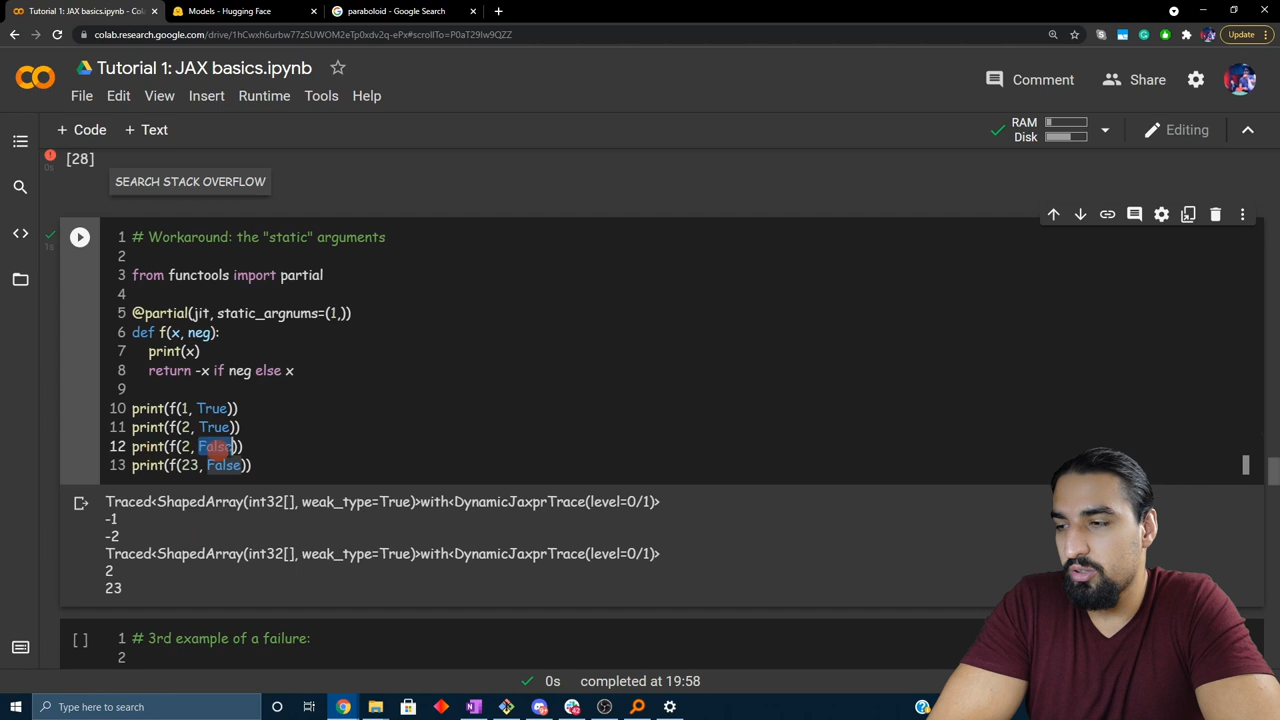 Tutorial 1: JAX basics.ipynb - Col
Models - Hugging Face
paraboloid - Google Search
colab.research.google.com/drive/1hCwxh6urbw77zSUWOM2eTp0xdv2q-ePx#scrollTo=P0aT29Iw9QZZ
Update
Tutorial 1: JAX basics.ipynb
Comment
Share
File Edit View Insert Runtime Tools Help
+ Code + Text
RAM
Disk
Editing
[28]
0s
SEARCH STACK OVERFLOW
1s
1 # Workaround: the "static" arguments
2
3 from functools import partial
4
5 @partial(jit, static_argnums=(1,))
6 def f(x, neg):
7 print(x)
8 return -x if neg else x
9
10 print(f(1, True))
11 print(f(2, True))
12 print(f(2, False))
13 print(f(23, False))
Traced<ShapedArray(int32[], weak_type=True)>with<DynamicJaxprTrace(level=0/1)>
-1
-2
Traced<ShapedArray(int32[], weak_type=True)>with<DynamicJaxprTrace(level=0/1)>
2
23
[ ]
1 # 3rd example of a failure:
2
0s completed at 19:58
Type here to search